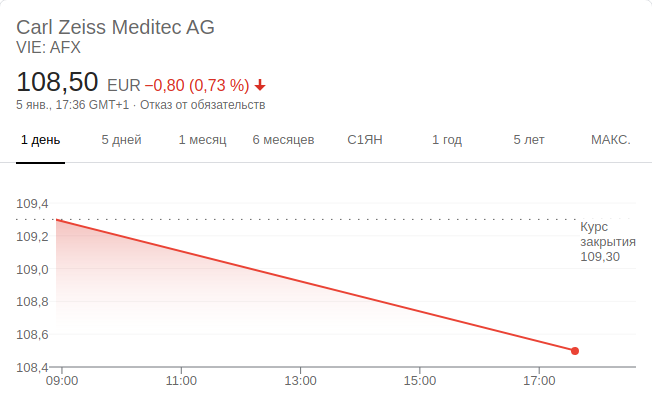 Carl Zeiss Meditec AG
VIE: AFX
108,50 EUR −0,80 (0,73 %)
5 янв., 17:36 GMT+1 · Отказ от обязательств
1 день 5 дней 1 месяц 6 месяцев С1ЯН 1 год 5 лет МАКС.
109,4
Курс
закрытия
109,30
109,2
109,0
108,8
108,6
108,4
09:00 11:00 13:00 15:00 17:00